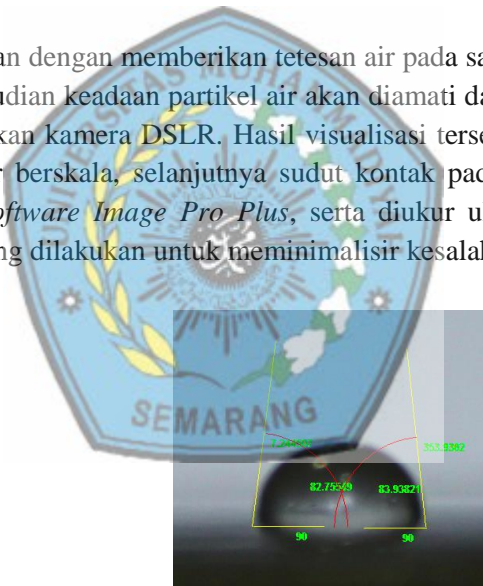 an dengan memberikan tetesan air pada sa
udian keadaan partikel air akan diamati da
kan kamera DSLR. Hasil visualisasi terse
r berskala, selanjutnya sudut kontak pad
oftware Image Pro Plus, serta diukur u
ng dilakukan untuk meminimalisir kesalah
SEMARANG
353.9382
82.75549
83.93821
90
90